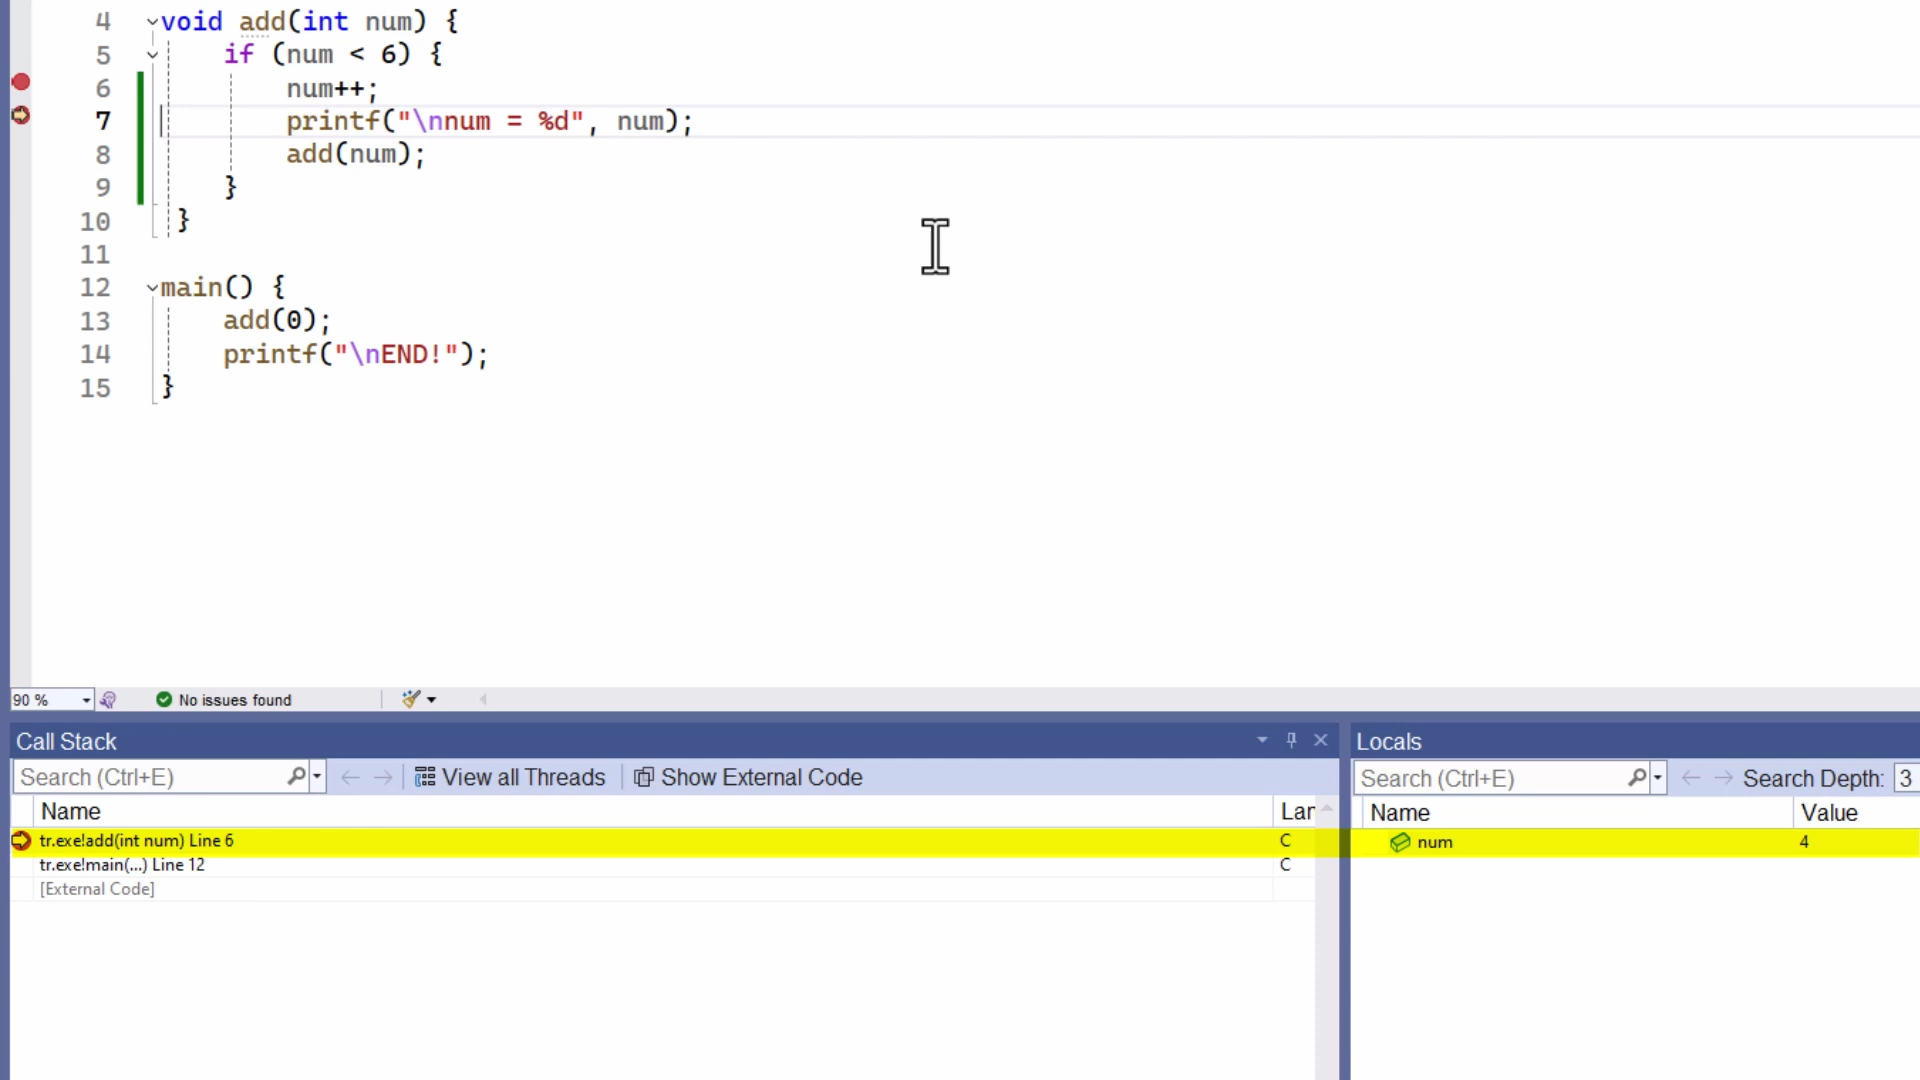 4 void add(int num) {
5 if (num < 6) {
6 num++;
7 printf("\nnum = %d", num);
8 add(num);
9 }
10 }
11
12 main() {
13 add(0);
14 printf("\nEND!");
15 }
90 % No issues found
Call Stack
Search (Ctrl+E) View all Threads Show External Code
Name Lar
tr.exe!add(int num) Line 6 C
tr.exe!main(...) Line 12 C
[External Code]
Locals
Search (Ctrl+E) Search Depth: 3
Name Value
num 4